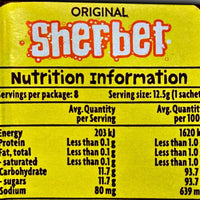 ORIGINAL
Sherbet
Nutrition Information
Servings per package: 8 Serving size: 12.5g (1 sachet
Avg. Quantity Avg. Quantity
per Serving per 100
Energy 203 kJ 1620 k
Protein Less than 0.1 g Less than 1.0
Fat, total Less than 0.1 g Less than 1.0
- saturated Less than 0.1 g Less than 1.0
Carbohydrate 11.7 g 93.7
- sugars 11.7 g 93.7
Sodium 80 mg 639 m